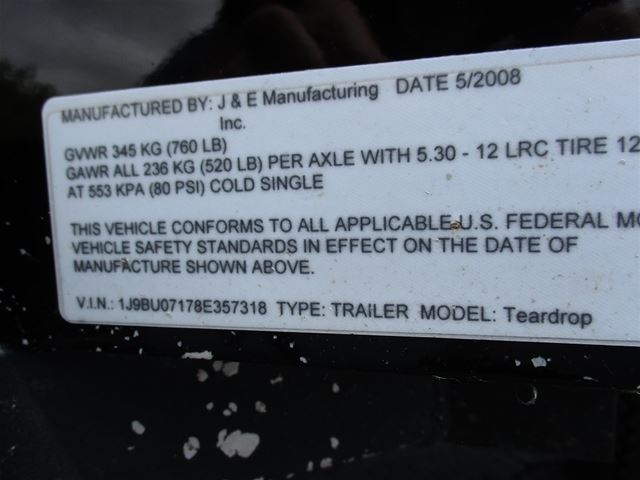 MANUFACTURED BY: J & E Manufacturing DATE 5/2008
Inc.
GVWR 345 KG (760 LB)
GAWR ALL 236 KG (520 LB) PER AXLE WITH 5.30 - 12 LRC TIRE 12
AT 553 KPA (80 PSI) COLD SINGLE
THIS VEHICLE CONFORMS TO ALL APPLICABLE U.S. FEDERAL MO
VEHICLE SAFETY STANDARDS IN EFFECT ON THE DATE OF
MANUFACTURE SHOWN ABOVE.
V.I.N.: 1J9BU07178E357318 TYPE: TRAILER MODEL: Teardrop